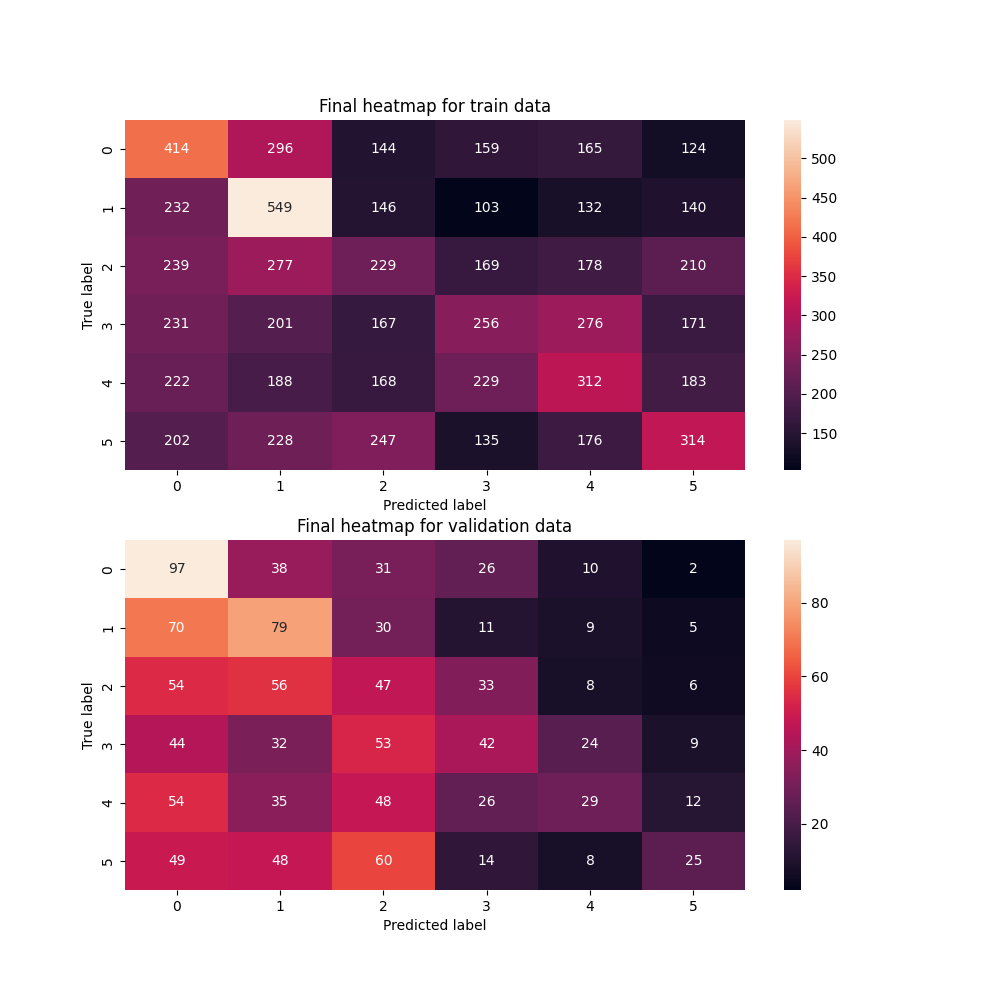 Final heatmap for train data
0 414 296 144 159 165 124
1 232 549 146 103 132 140
2 239 277 229 169 178 210
3 231 201 167 256 276 171
4 222 188 168 229 312 183
5 202 228 247 135 176 314
0 1 2 3 4 5
True label
Predicted label
500
450
400
350
300
250
200
150
Final heatmap for validation data
0 97 38 31 26 10 2
1 70 79 30 11 9 5
2 54 56 47 33 8 6
3 44 32 53 42 24 9
4 54 35 48 26 29 12
5 49 48 60 14 8 25
0 1 2 3 4 5
True label
Predicted label
80
60
40
20